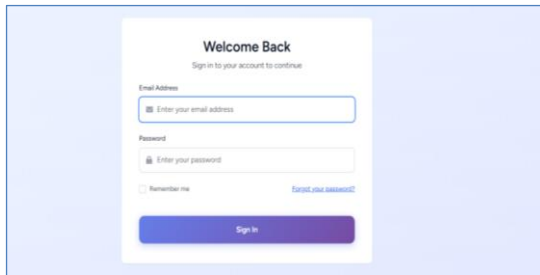 Welcome Back
Sign in to your account to continue
Email Address
Enter your email address
Password
Enter your password
Remember me Forgot your password?
Sign In